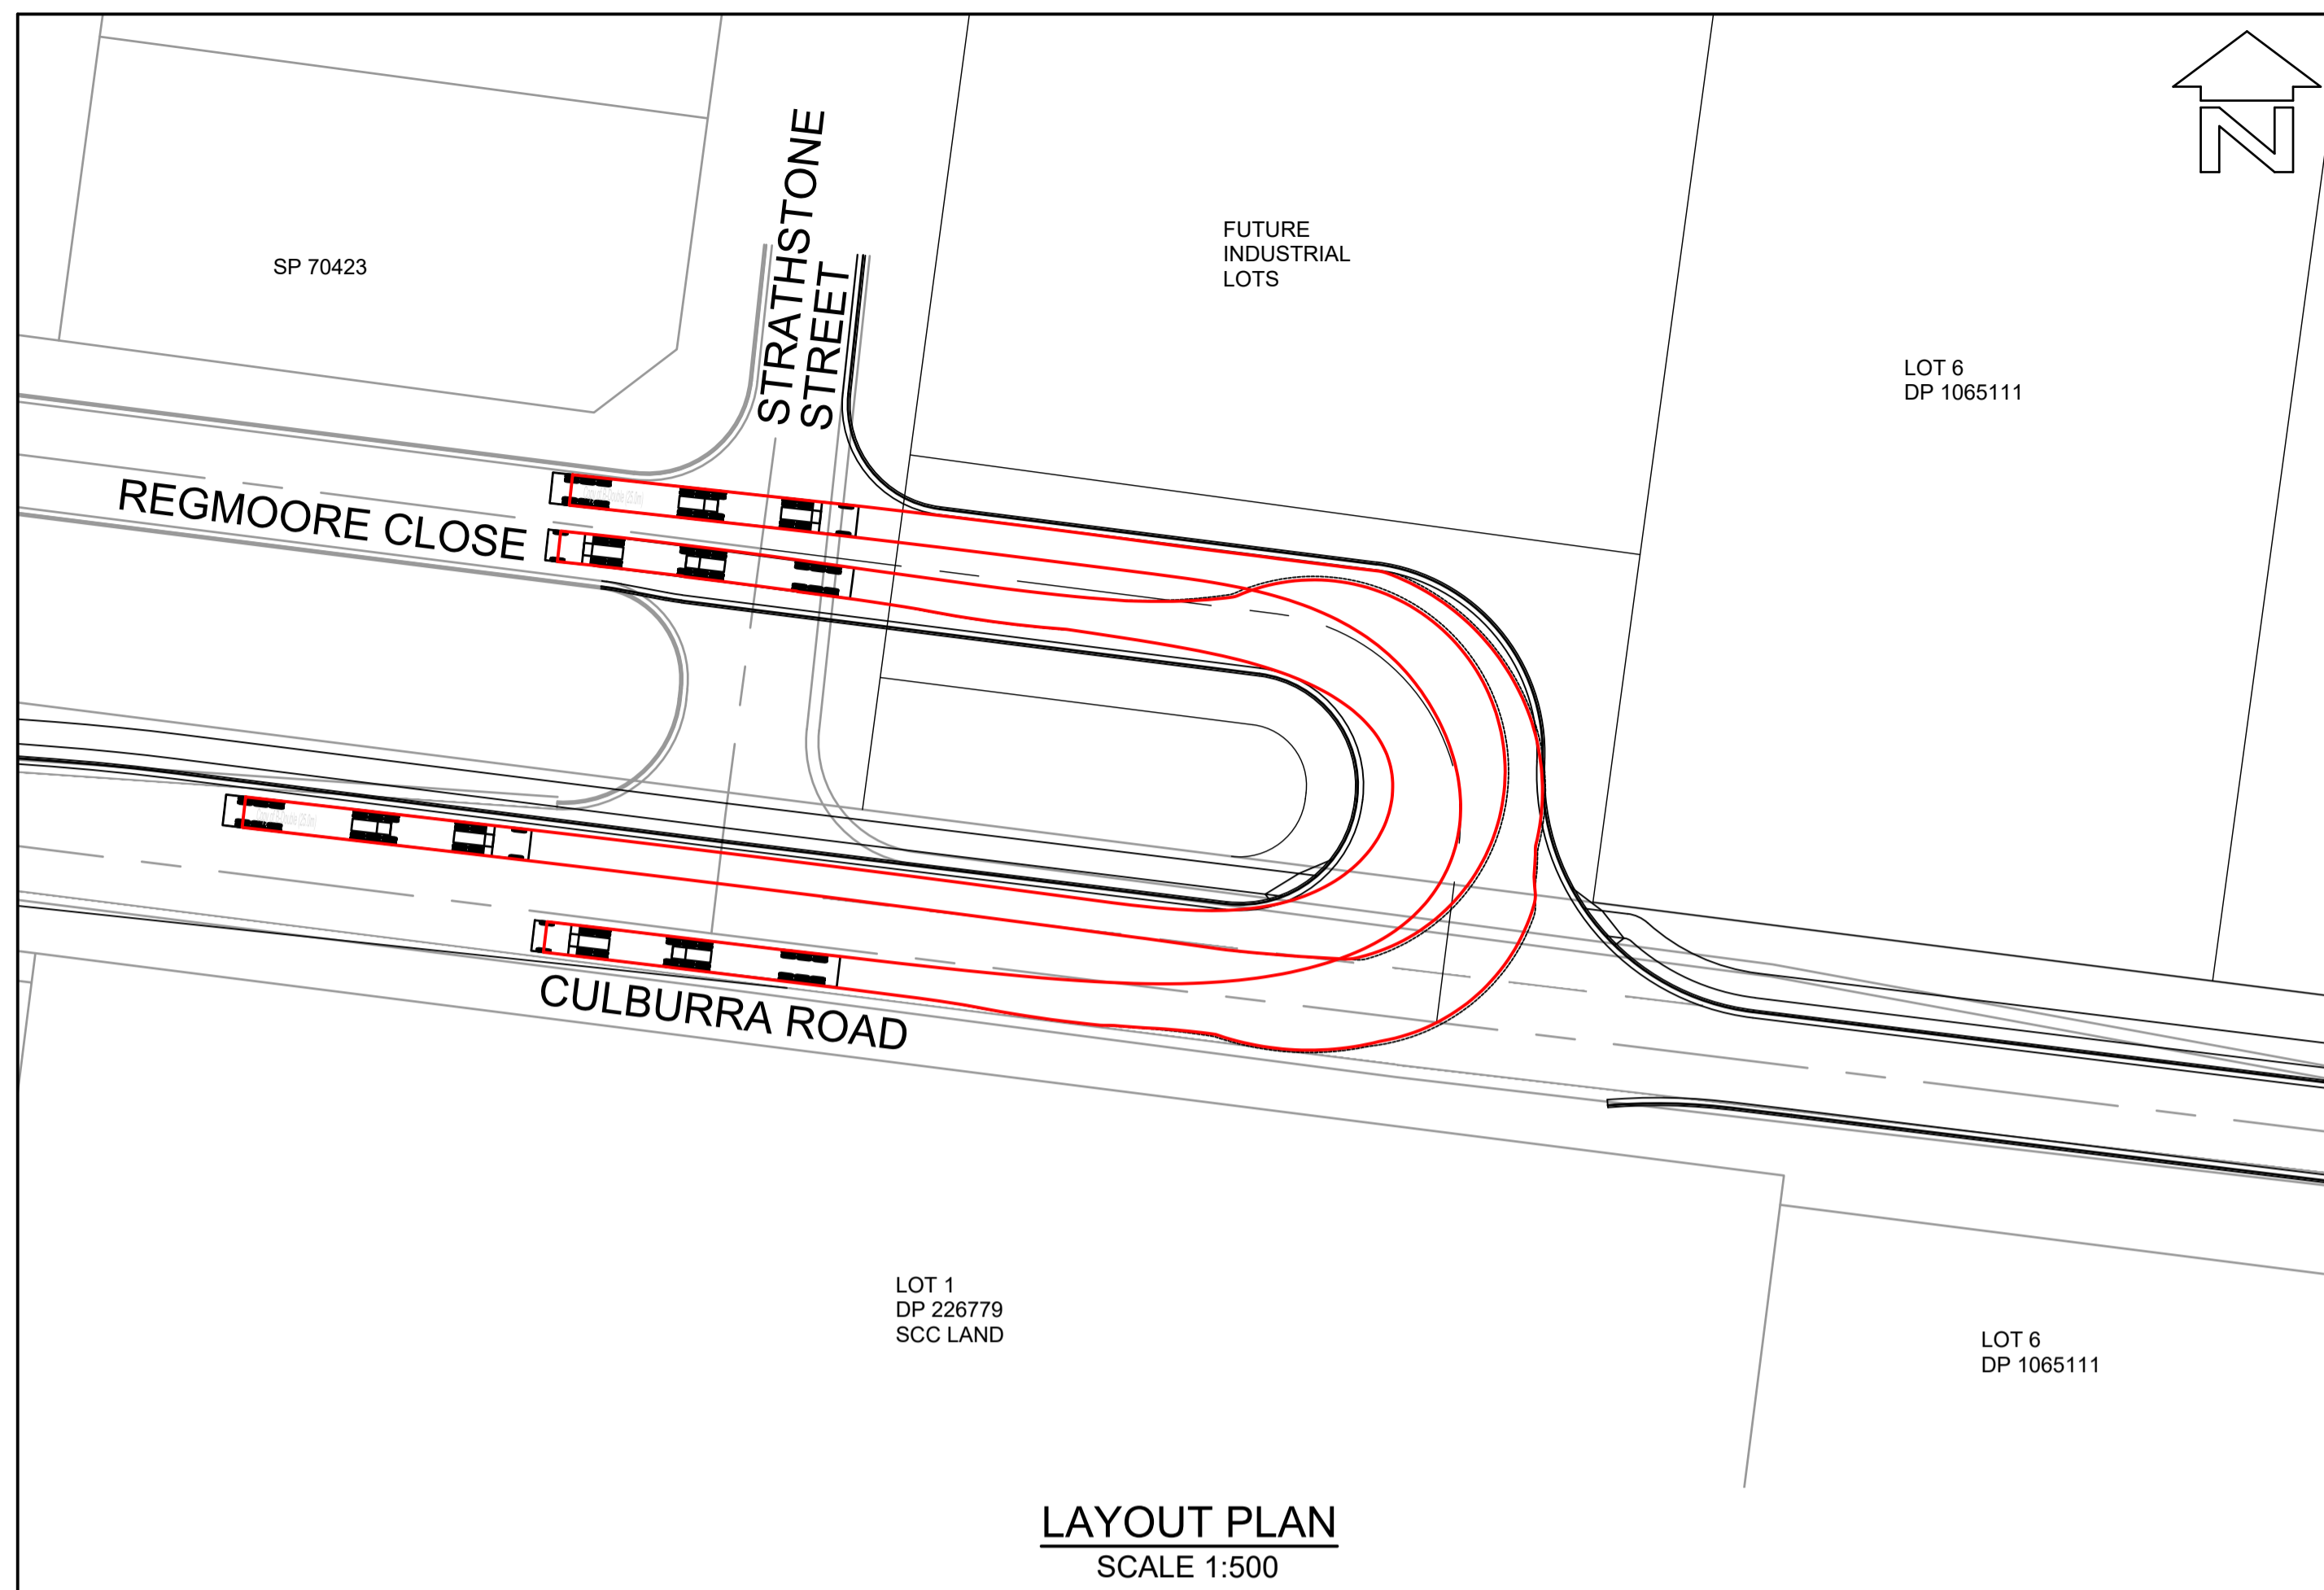 N
STRATHSTONE
STREET
FUTURE
INDUSTRIAL
LOTS
SP 70423
LOT 6
DP 1065111
REGMOORE CLOSE
CULBURRA ROAD
LOT 1
DP 226779
SCC LAND
LOT 6
DP 1065111
LAYOUT PLAN
SCALE 1:500